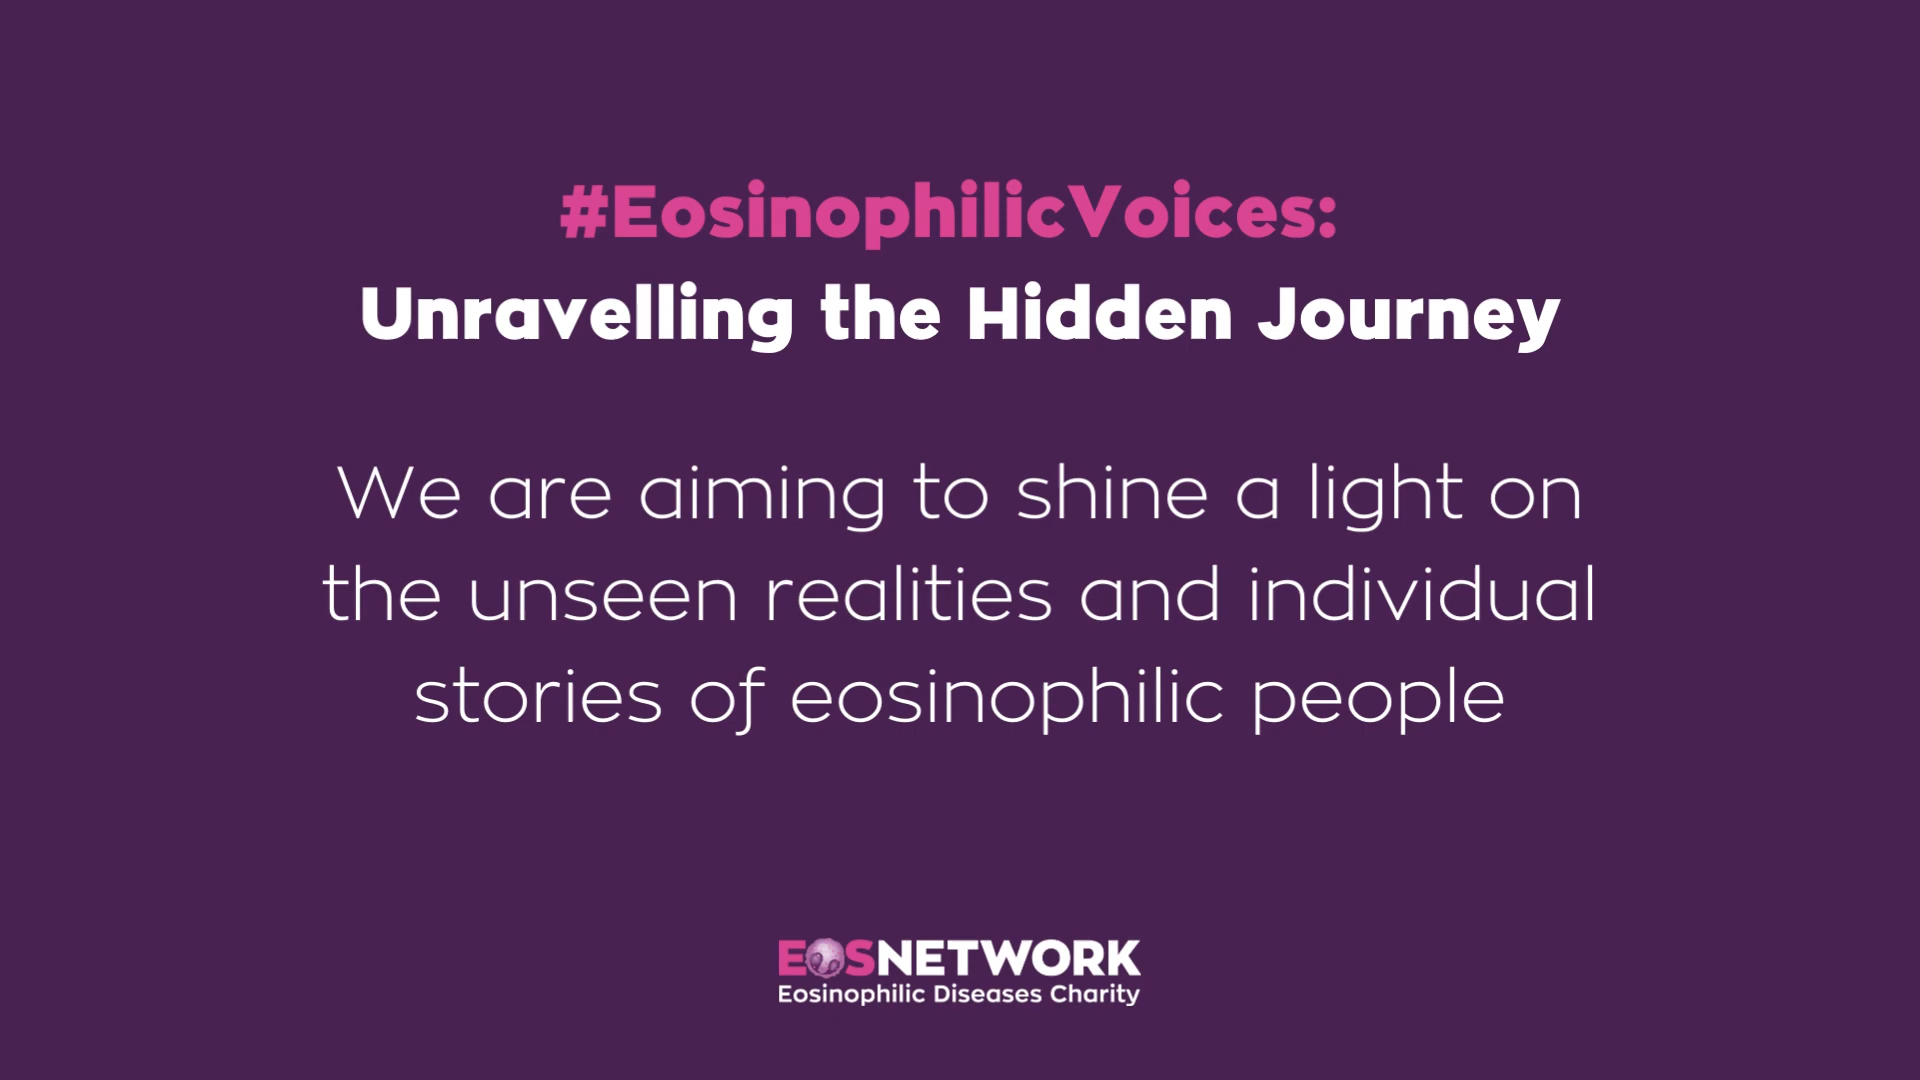 #EosinophilicVoices:
Unravelling the Hidden Journey
We are aiming to shine a light on
the unseen realities and individual
stories of eosinophilic people
EOSNETWORK
Eosinophilic Diseases Charity